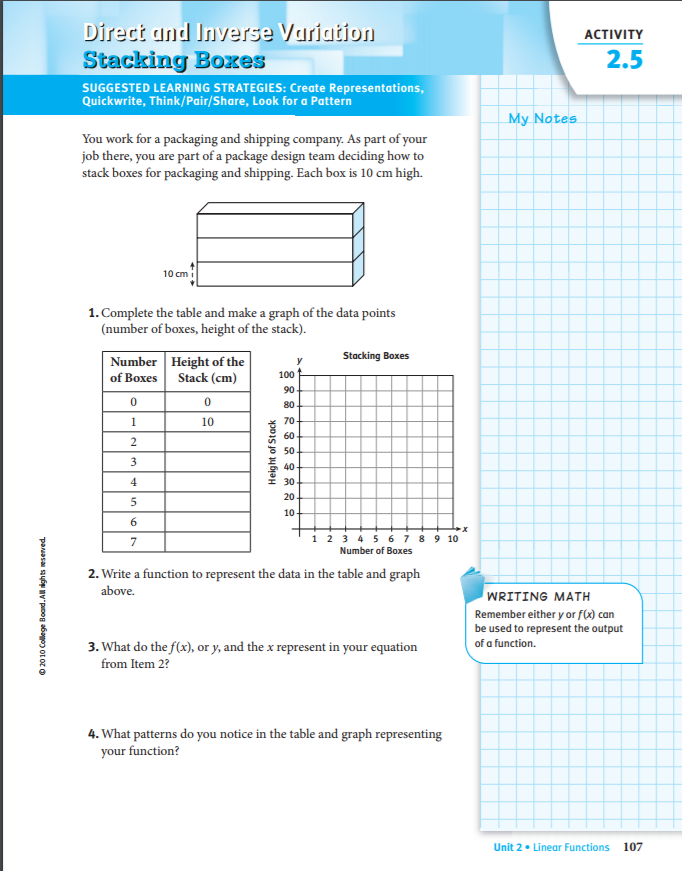 Direct and Inverse Variation
Stacking Boxes
ACTIVITY
2.5
SUGGESTED LEARNING STRATEGIES: Create Representations,
Quickwrite, Think/Pair/Share, Look for a Pattern
My Notes
You work for a packaging and shipping company. As part of your
job there, you are part of a package design team deciding how to
stack boxes for packaging and shipping. Each box is 10 cm high.
10 cm
1. Complete the table and make a graph of the data points
(number of boxes, height of the stack).
Number of Boxes Height of the Stack (cm)
0 0
1 10
2
3
4
5
6
7
Stacking Boxes
y
100
90
80
70
60
50
40
30
20
10
Height of Stack
1 2 3 4 5 6 7 8 9 10
x
Number of Boxes
2. Write a function to represent the data in the table and graph
above.
WRITING MATH
Remember either y or f(x) can
be used to represent the output
of a function.
3. What do the f(x), or y, and the x represent in your equation
from Item 2?
4. What patterns do you notice in the table and graph representing
your function?
© 2010 College Board. All rights reserved.
Unit 2 • Linear Functions 107